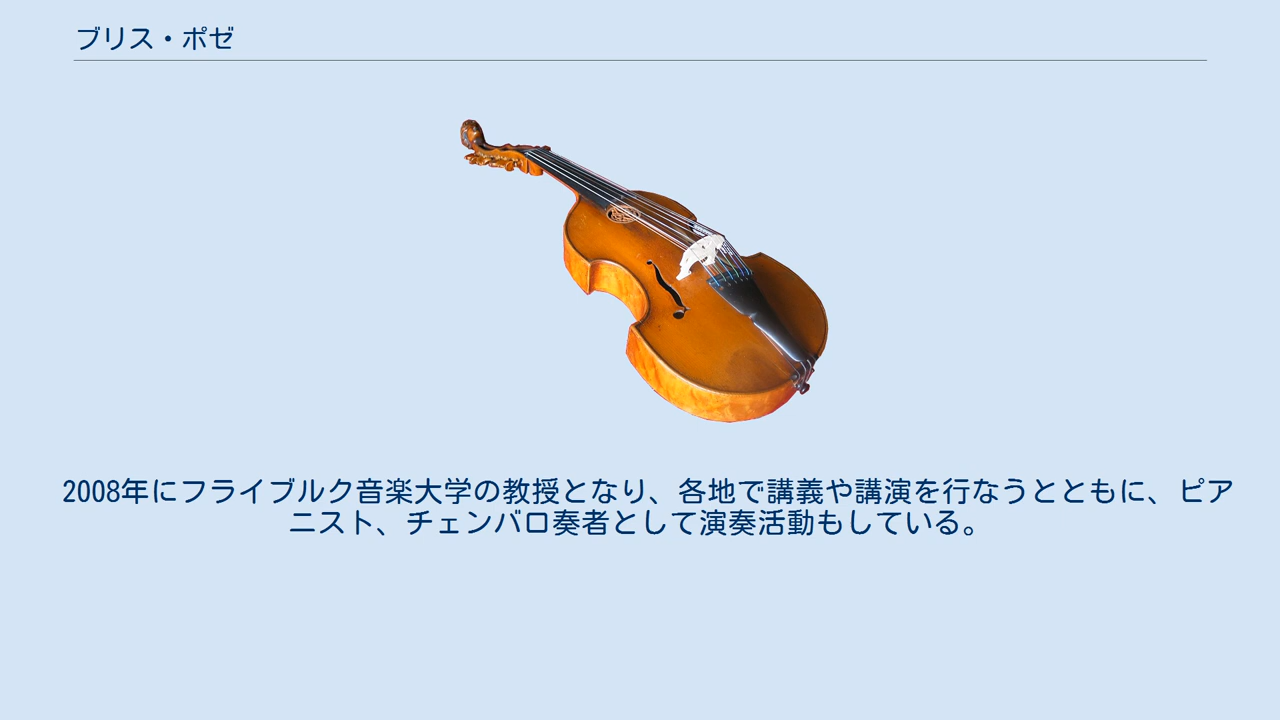 ブリス・ポゼ
2008年にフライブルク音楽大学の教授となり、各地で講義や講演を行なうとともに、ピア
ニスト、チェンバロ奏者として演奏活動もしている。